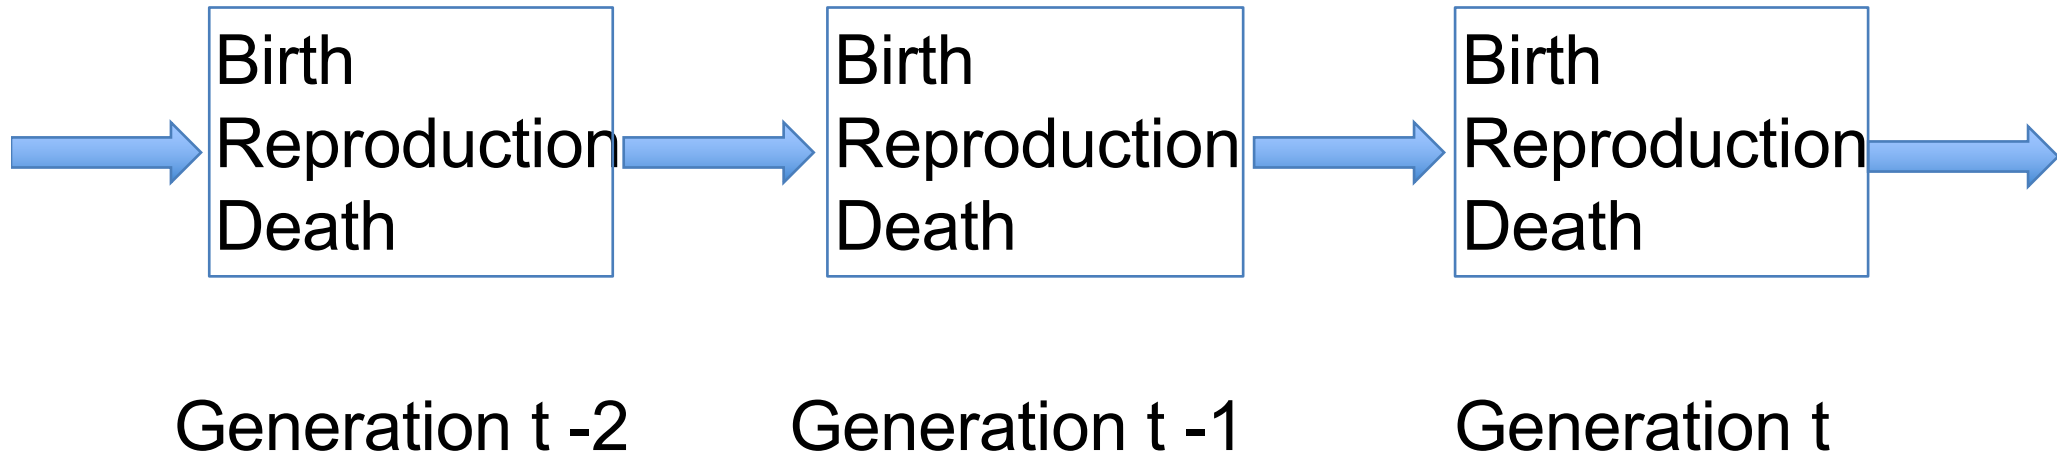 Birth
Reproduction
Death
Birth
Reproduction
Death
Birth
Reproduction
Death
Generation t -2
Generation t -1
Generation t